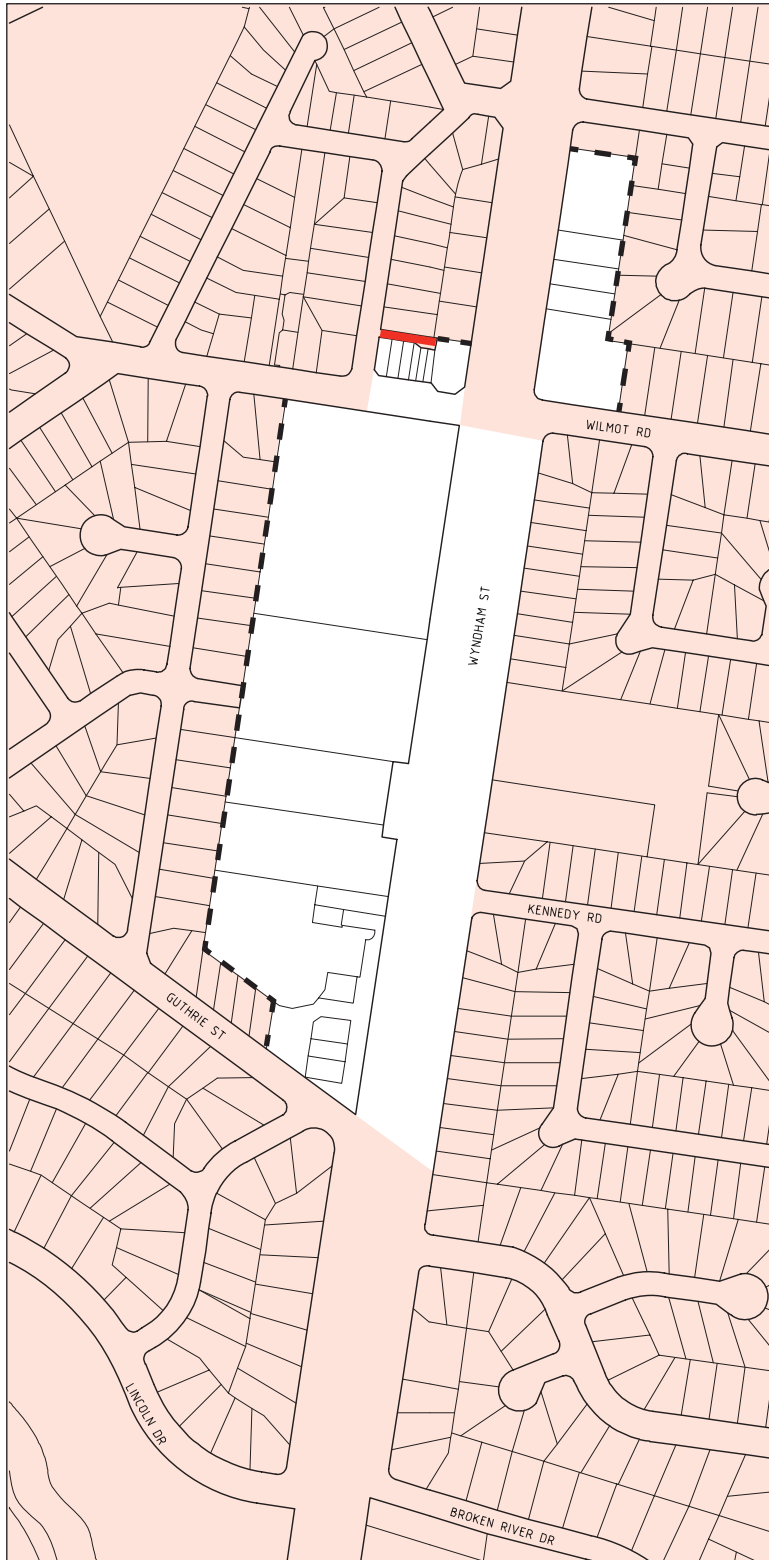 WILMOT RD
WYNDHAM ST
KENNEDY RD
GUTHRIE ST
LINCOLN DR
BROKEN RIVER DR